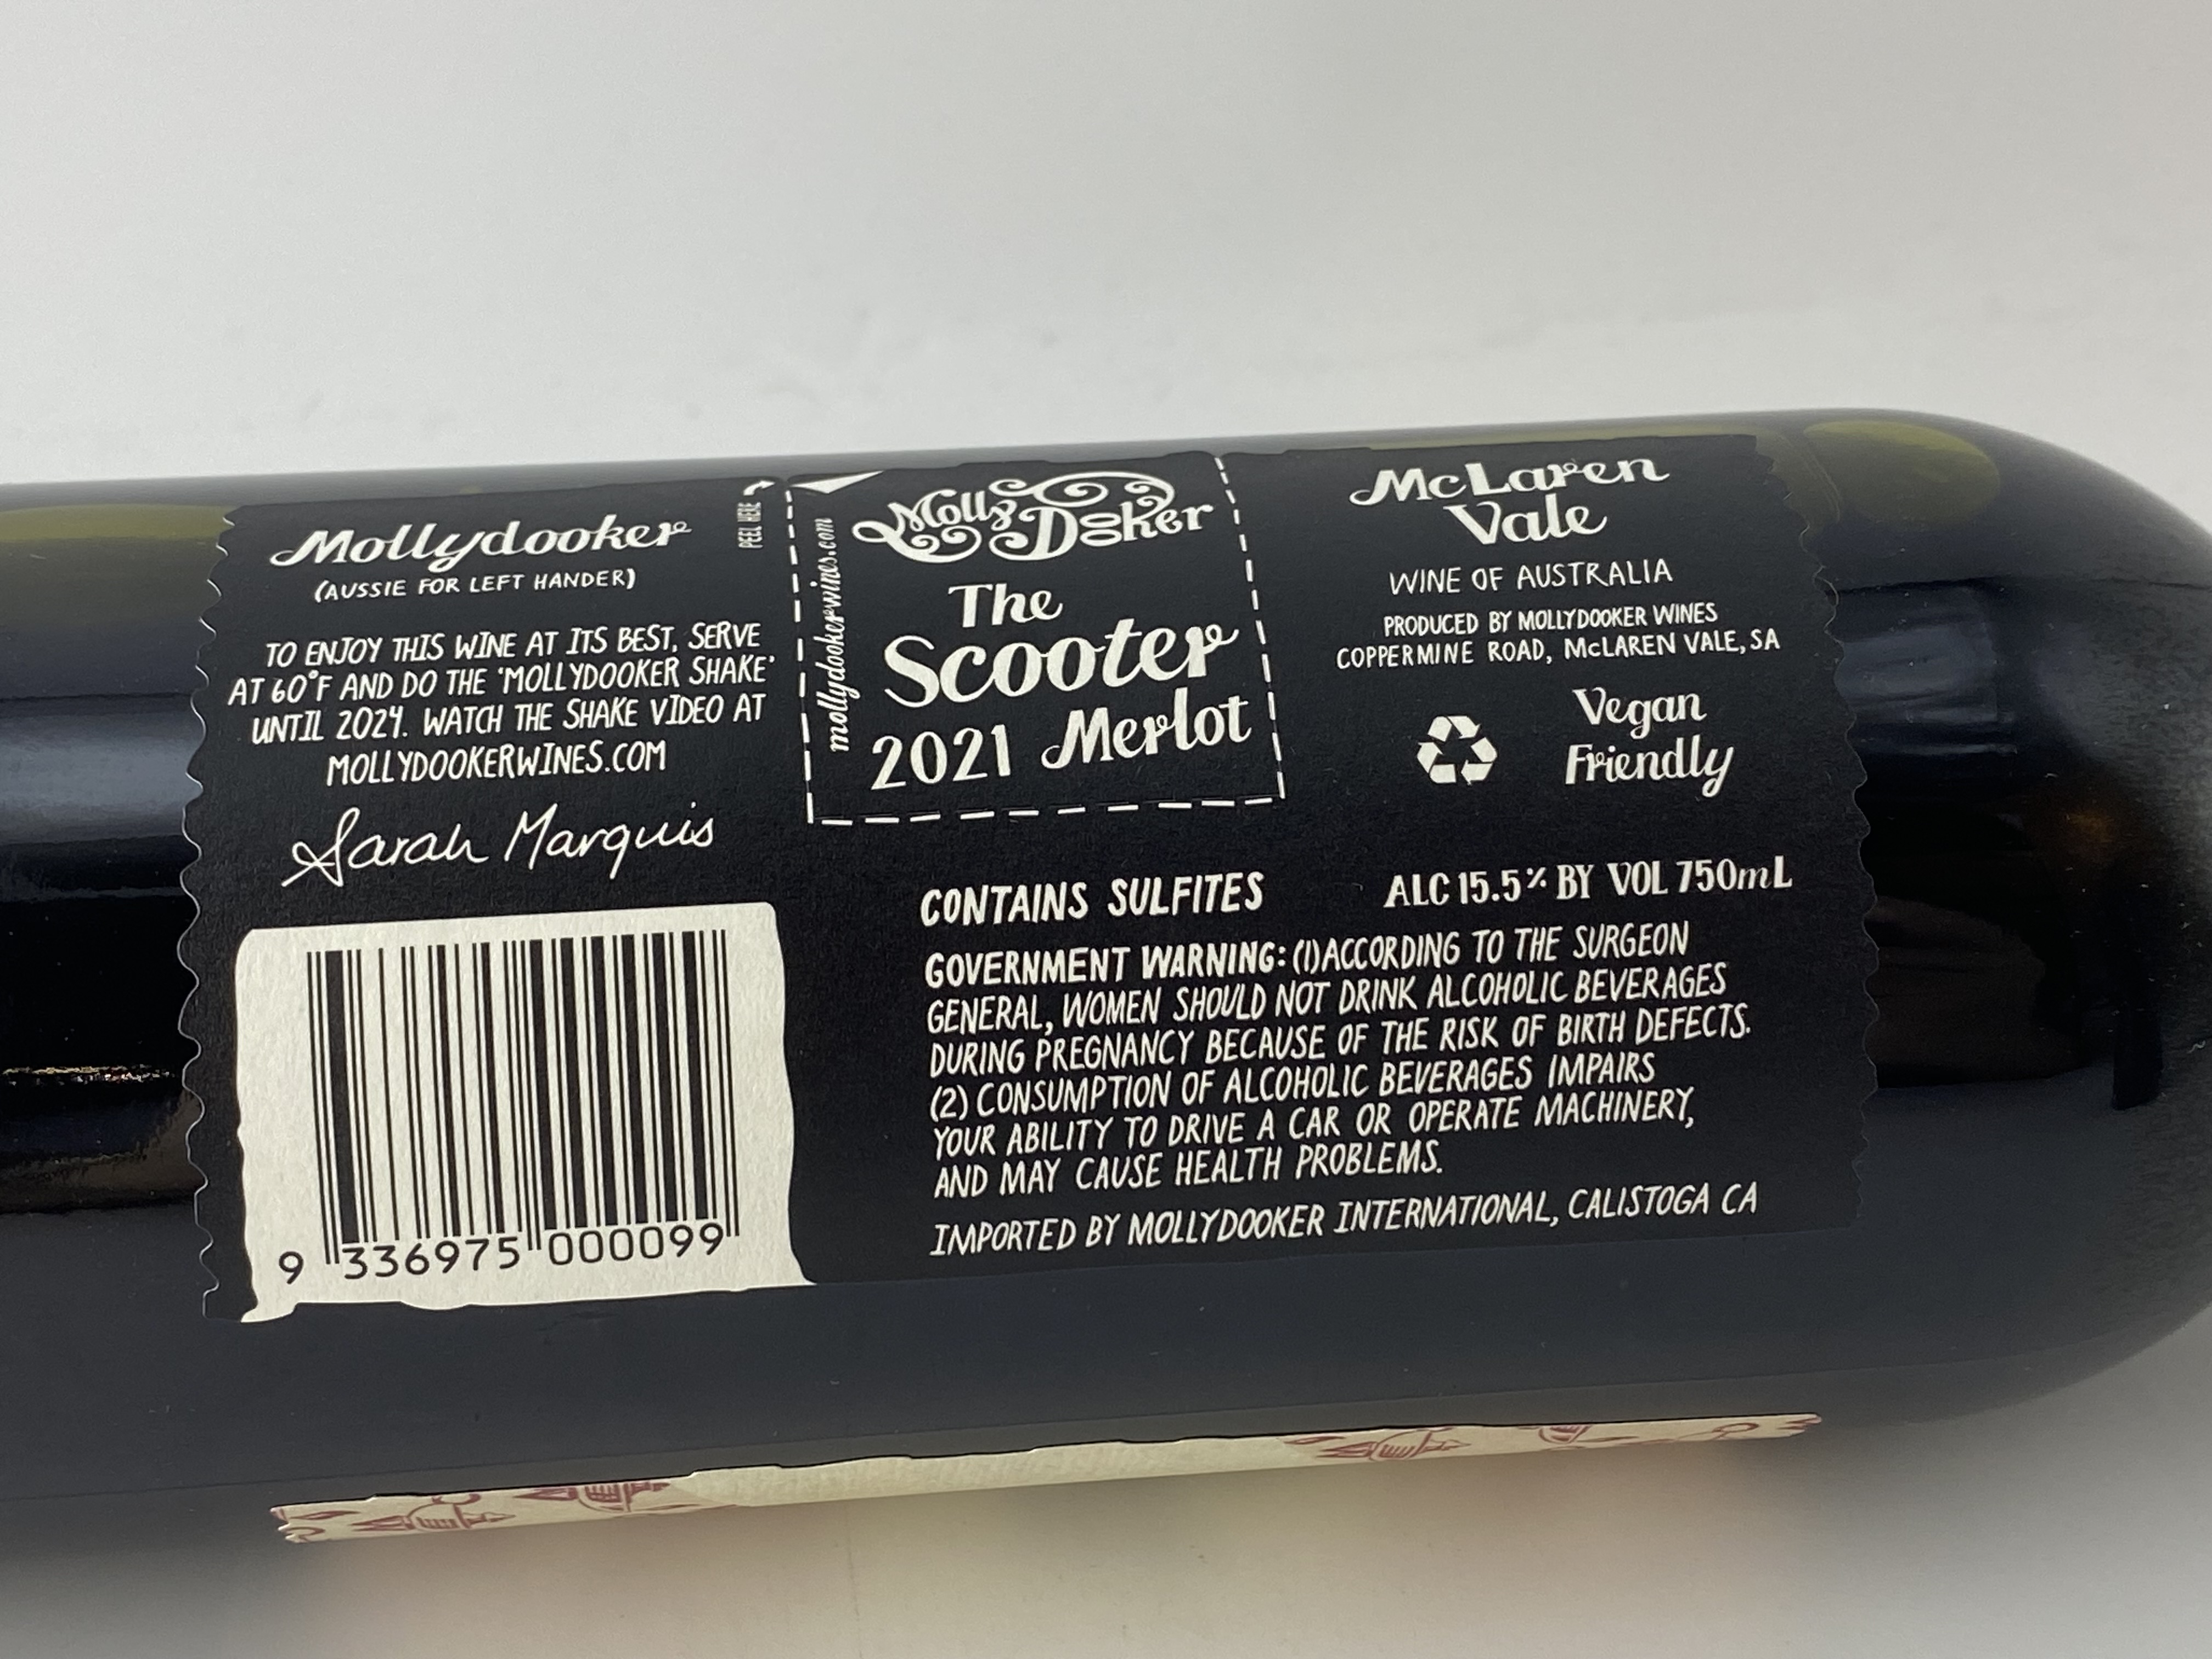 Mollydooker
(AUSSIE FOR LEFT HANDER)
TO ENJOY THIS WINE AT ITS BEST, SERVE
AT 60°F AND DO THE 'MOLLYDOOKER SHAKE'
UNTIL 2024. WATCH THE SHAKE VIDEO AT
MOLLYDOOKERWINES.COM
Sarah Marquis
9 336975 000099
PEEL HERE
mollydookerwines.com
Molly
Dooker
The
Scooter
2021 Merlot
McLaren
Vale
WINE OF AUSTRALIA
PRODUCED BY MOLLYDOOKER WINES
COPPERMINE ROAD, McLAREN VALE, SA
Vegan
Friendly
CONTAINS SULFITES
ALC 15.5% BY VOL 750mL
GOVERNMENT WARNING: (1) ACCORDING TO THE SURGEON
GENERAL, WOMEN SHOULD NOT DRINK ALCOHOLIC BEVERAGES
DURING PREGNANCY BECAUSE OF THE RISK OF BIRTH DEFECTS.
(2) CONSUMPTION OF ALCOHOLIC BEVERAGES IMPAIRS
YOUR ABILITY TO DRIVE A CAR OR OPERATE MACHINERY,
AND MAY CAUSE HEALTH PROBLEMS.
IMPORTED BY MOLLYDOOKER INTERNATIONAL, CALISTOGA CA